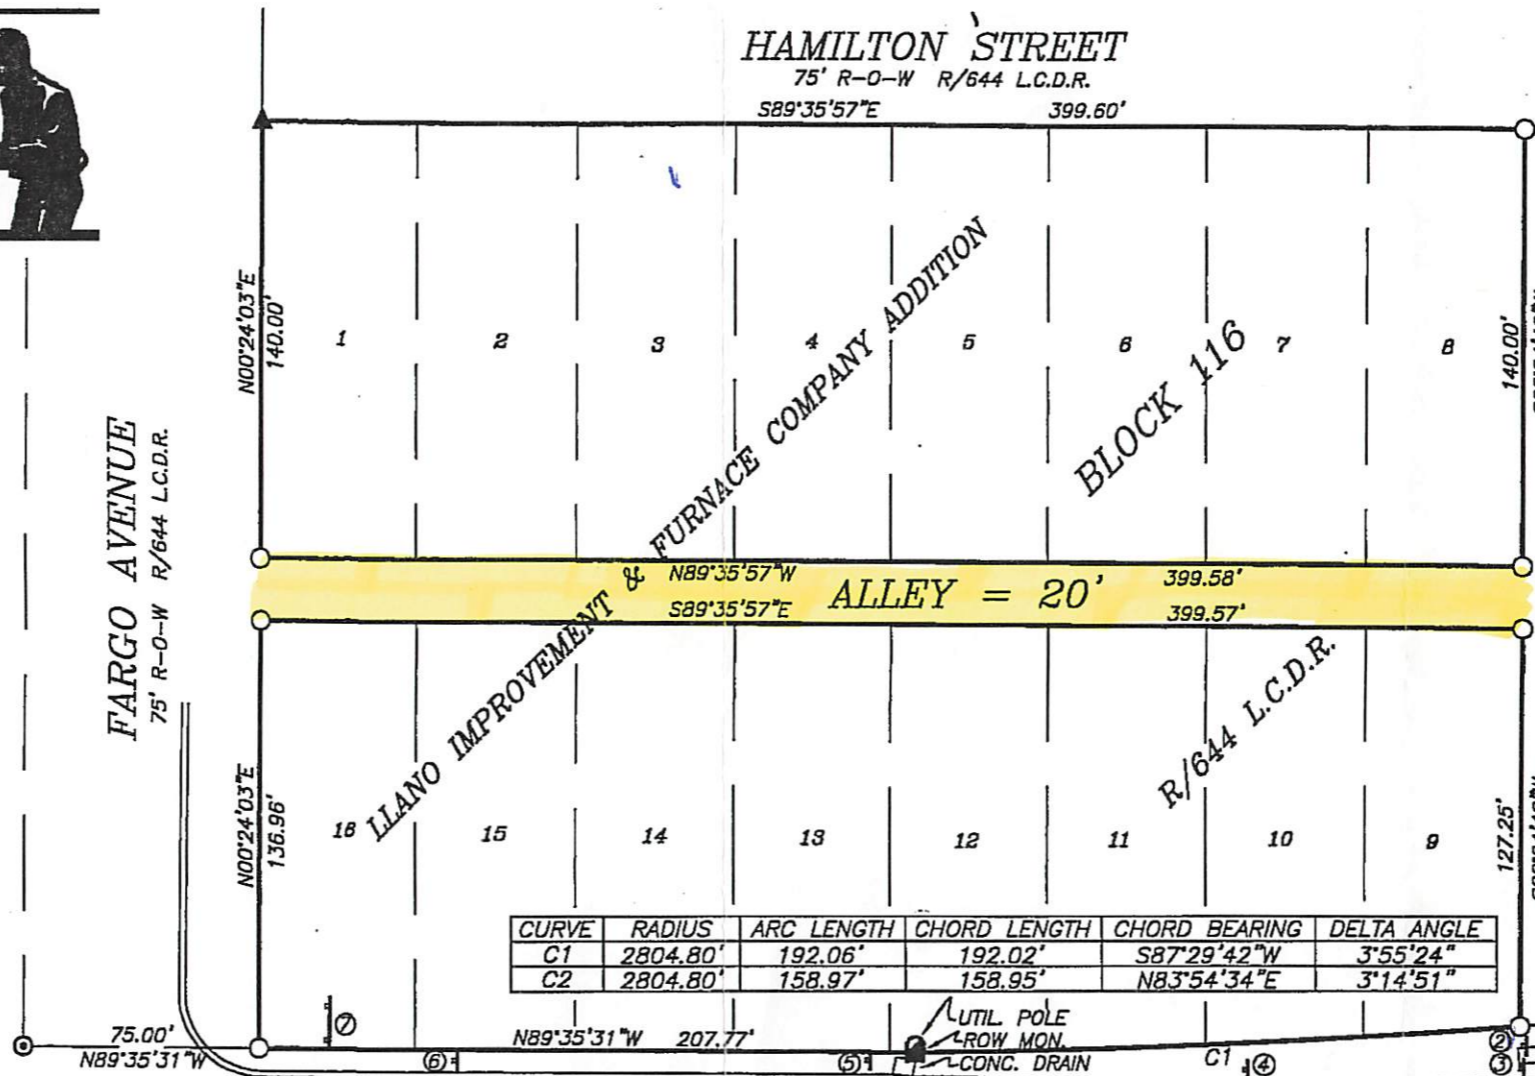 HAMILTON STREET
75' R-O-W R/644 L.C.D.R.
S89°35'57"E 399.60'
N00°24'03"E
140.00'
1 2 3 4 5 6 7 8
140.00'
LLANO IMPROVEMENT & FURNACE COMPANY ADDITION
BLOCK 116
FARGO AVENUE
75' R-O-W R/644 L.C.D.R.
N89°35'57"W 399.58'
ALLEY = 20'
S89°35'57"E 399.57'
R/644 L.C.D.R.
N00°24'03"E
136.96'
16 15 14 13 12 11 10 9
127.25'
CURVE RADIUS ARC LENGTH CHORD LENGTH CHORD BEARING DELTA ANGLE
C1 2804.80' 192.06' 192.02' S87°29'42"W 3°55'24"
C2 2804.80' 158.97' 158.95' N83°54'34"E 3°14'51"
75.00'
N89°35'31"W
7
N89°35'31"W 207.77'
UTIL. POLE
ROW MON.
CONC. DRAIN
6 5 C1 4
2
3